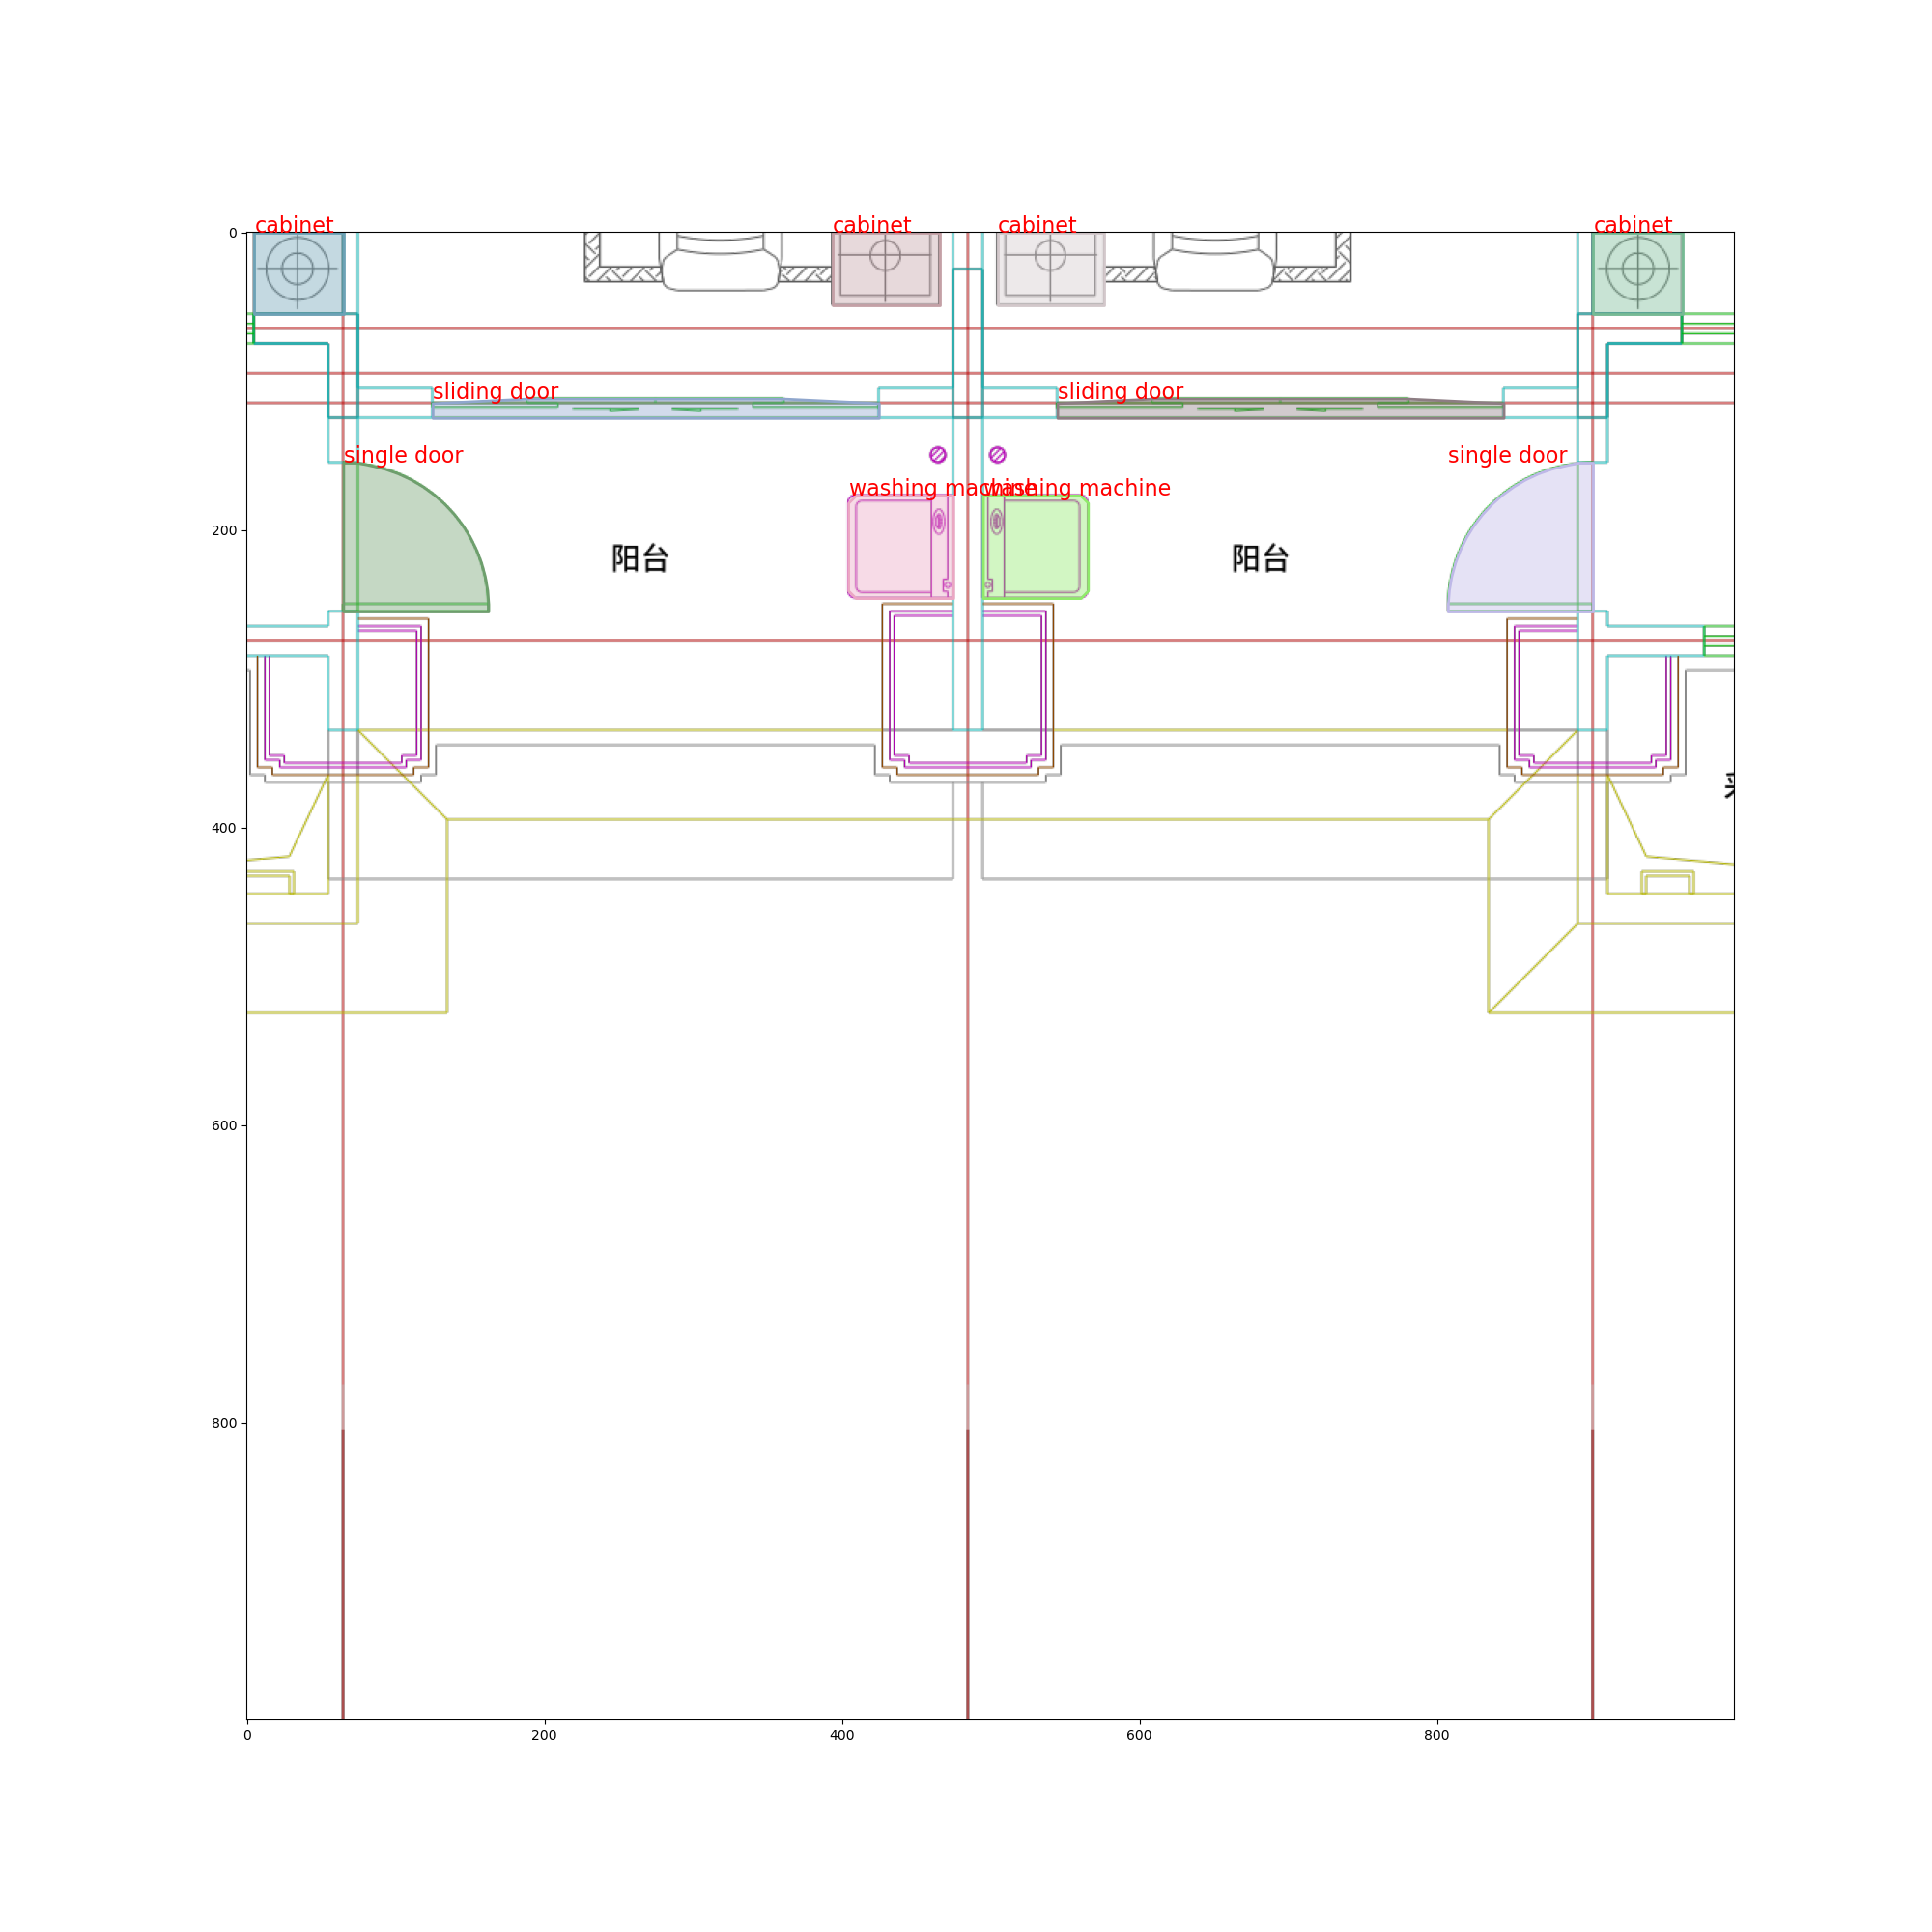 cabinet
cabinet
cabinet
cabinet
0
sliding door
sliding door
single door
single door
washing machine
washing machine
200
阳台
阳台
400
600
800
0
200
400
600
800